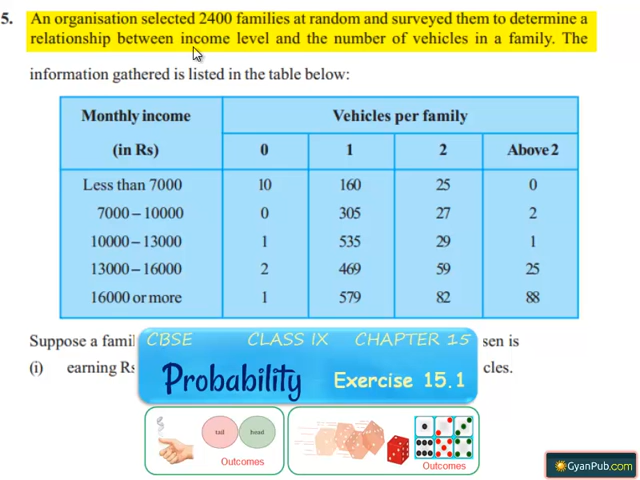 5. An organisation selected 2400 families at random and surveyed them to determine a
relationship between income level and the number of vehicles in a family. The
information gathered is listed in the table below:
Monthly income Vehicles per family
(in Rs) 0 1 2 Above 2
Less than 7000 10 160 25 0
7000 – 10000 0 305 27 2
10000 – 13000 1 535 29 1
13000 – 16000 2 469 59 25
16000 or more 1 579 82 88
Suppose a famil sen is
(i) earning Rs cles.
CBSE CLASS IX CHAPTER 15
Probability Exercise 15.1
tail head
Outcomes
Outcomes
GyanPub.com